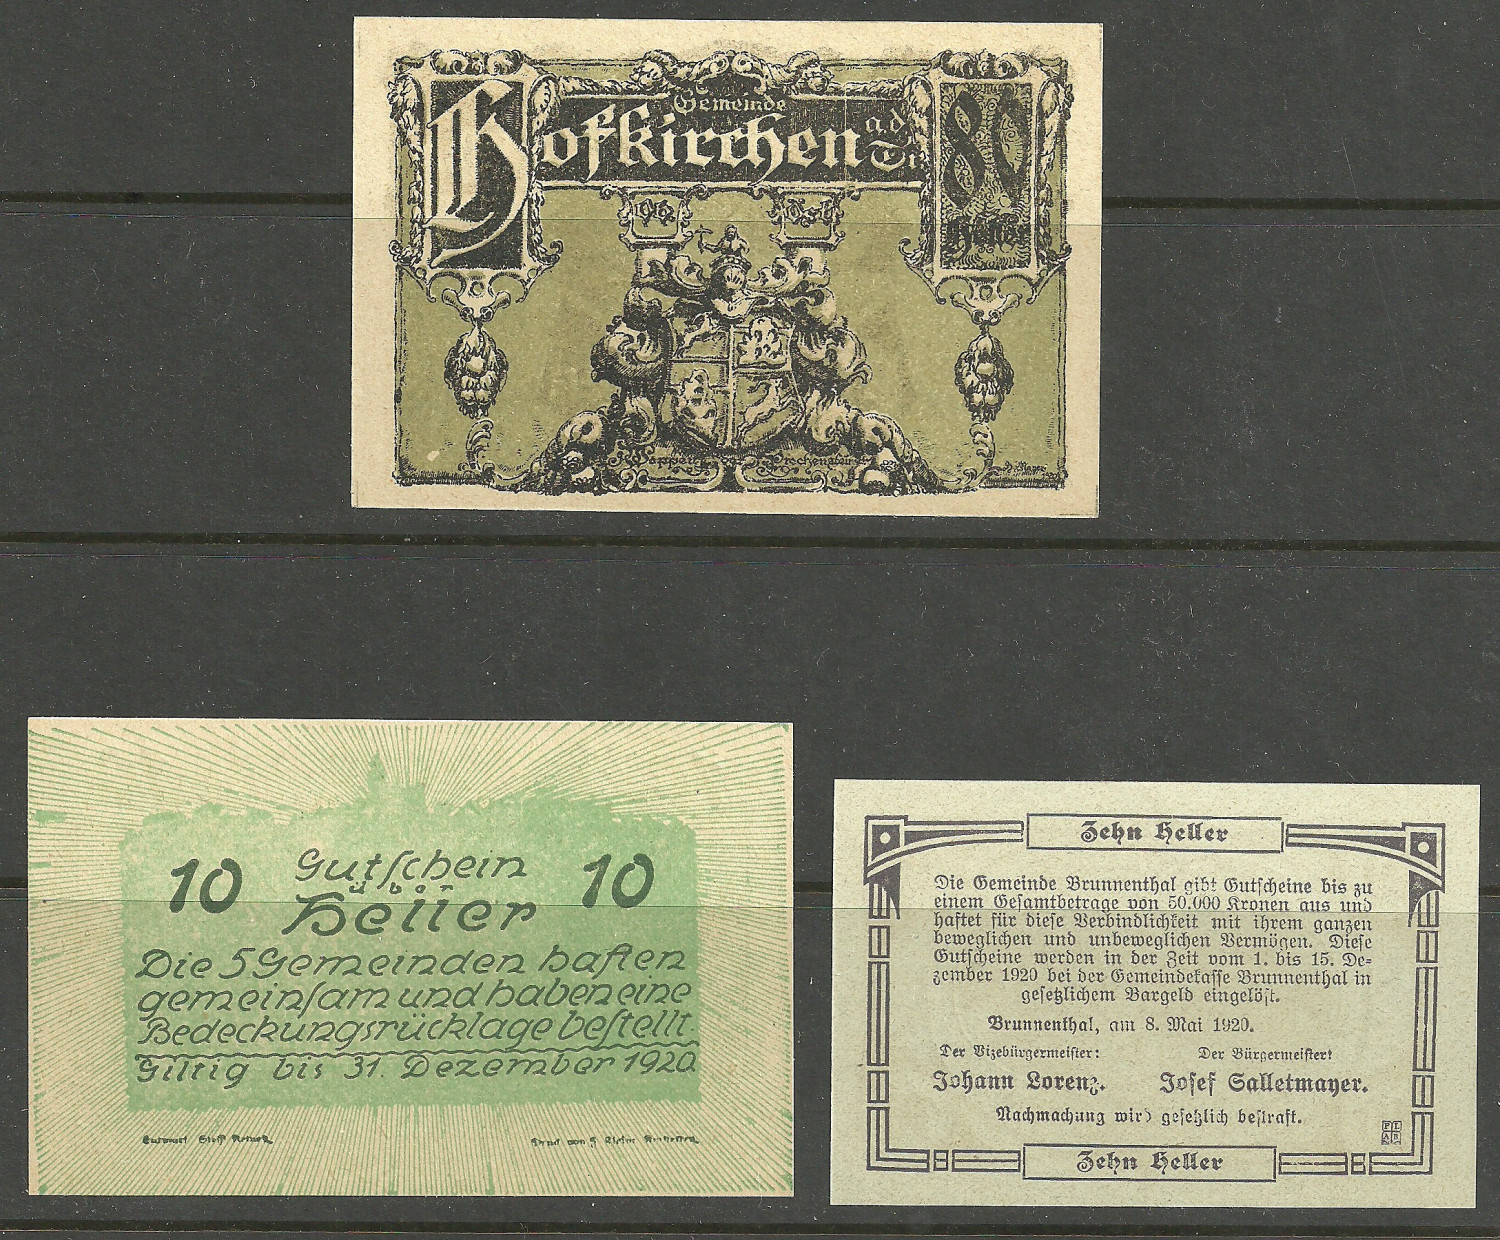 Gemeinde
Hofkirchen a.d. Tr.
80
Heller
Wappen
Gutschein
10 über 10
Heller
Die 5 Gemeinden haften
gemeinsam und haben eine
Bedeckungsrücklage bestellt.
Giltig bis 31. Dezember 1920.
Zehn Heller
Die Gemeinde Brunnenthal gibt Gutscheine bis zu
einem Gesamtbetrage von 50.000 Kronen aus und
haftet für diese Verbindlichkeit mit ihrem ganzen
beweglichen und unbeweglichen Vermögen. Diese
Gutscheine werden in der Zeit vom 1. bis 15. De=
zember 1920 bei der Gemeindekasse Brunnenthal in
gesetzlichem Bargeld eingelöst.
Brunnenthal, am 8. Mai 1920.
Der Vizebürgermeister: Der Bürgermeister:
Johann Lorenz. Josef Salletmayer.
Nachmachung wird gesetzlich bestraft.
Zehn Heller